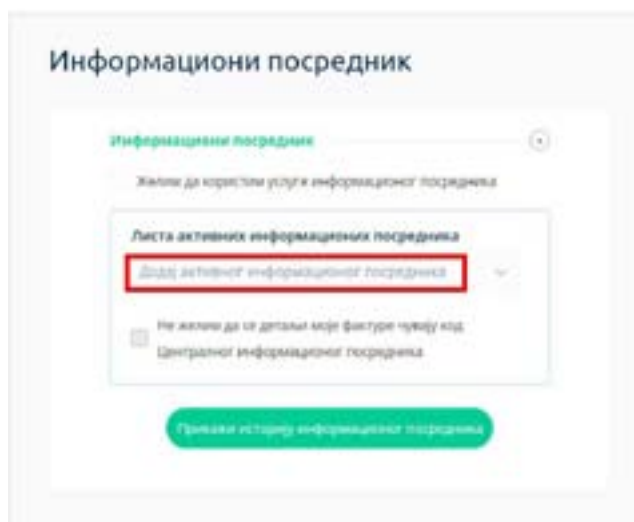 Информациони посредник
Информациони посредник
Желим да користим услуге информационог посредника
Листа активних информационих посредника
Додај активног информационог посредника
Не желим да се детаљи моје фактуре чувају код
Централног информационог посредника
Прикажи историју информационог посредника